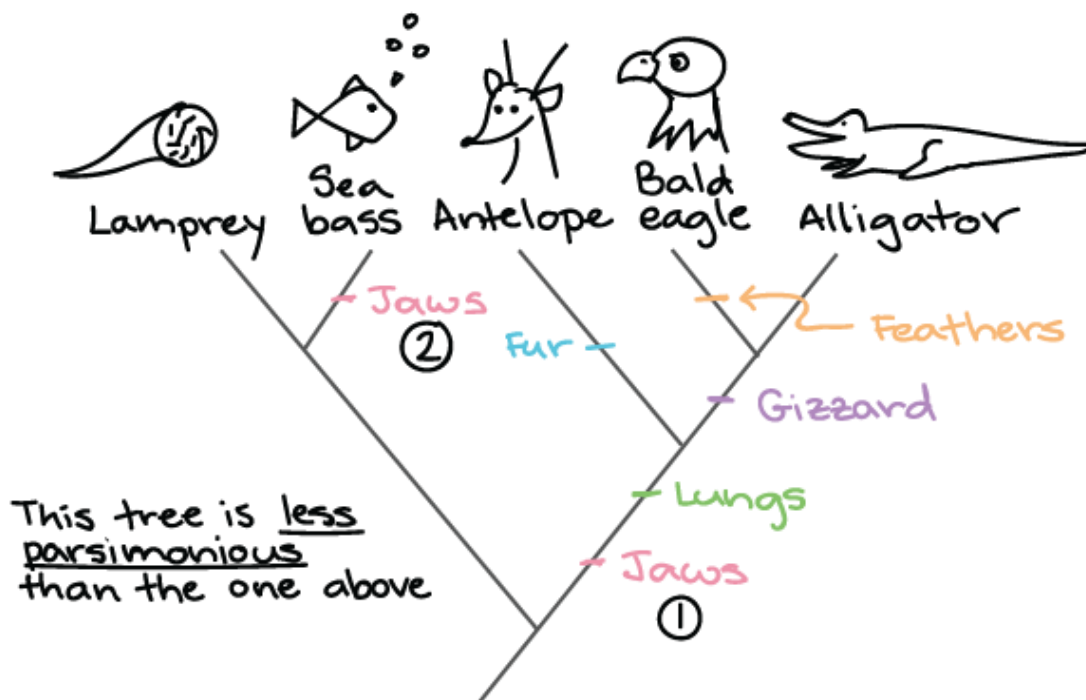 Lamprey
Sea
bass
Antelope
Bald
eagle
Alligator
Jaws
②
Fur
Feathers
Gizzard
Lungs
Jaws
①
This tree is less
parsimonious
than the one above